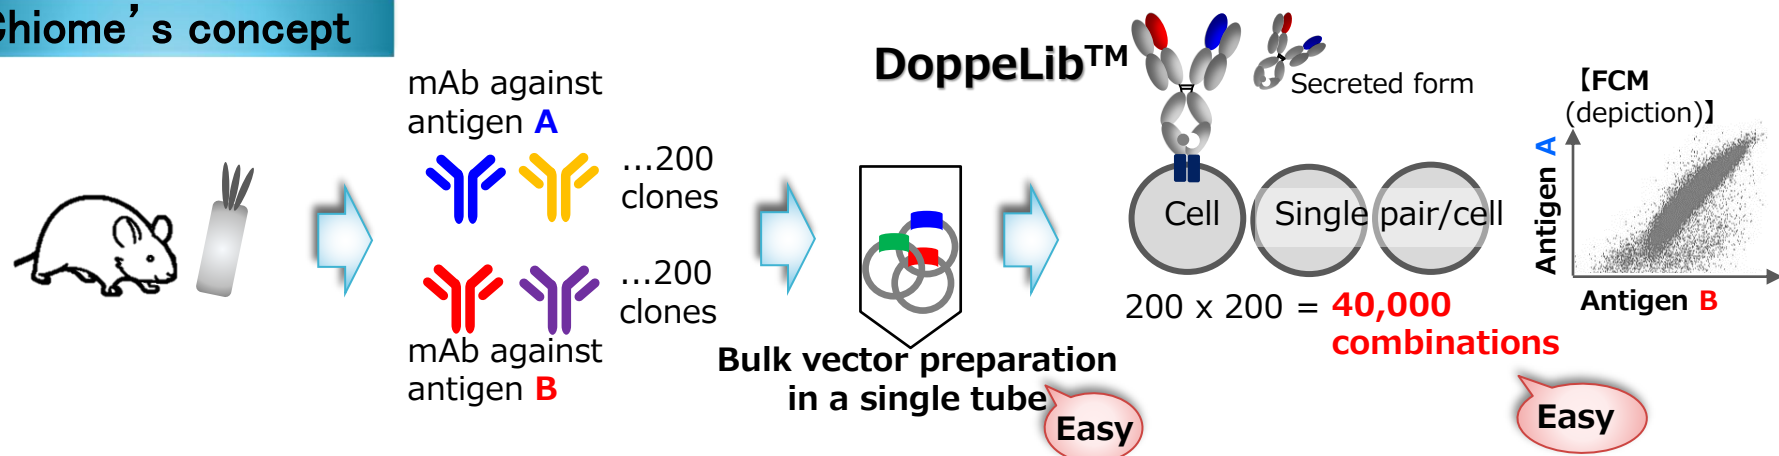 Chiome's concept
mAb against
antigen A
...200
clones
...200
clones
mAb against
antigen B
Bulk vector preparation
in a single tube
Easy
DoppeLib™
Secreted form
Cell
Single pair/cell
200 x 200 = 40,000
combinations
Easy
【FCM
(depiction)】
Antigen A
Antigen B